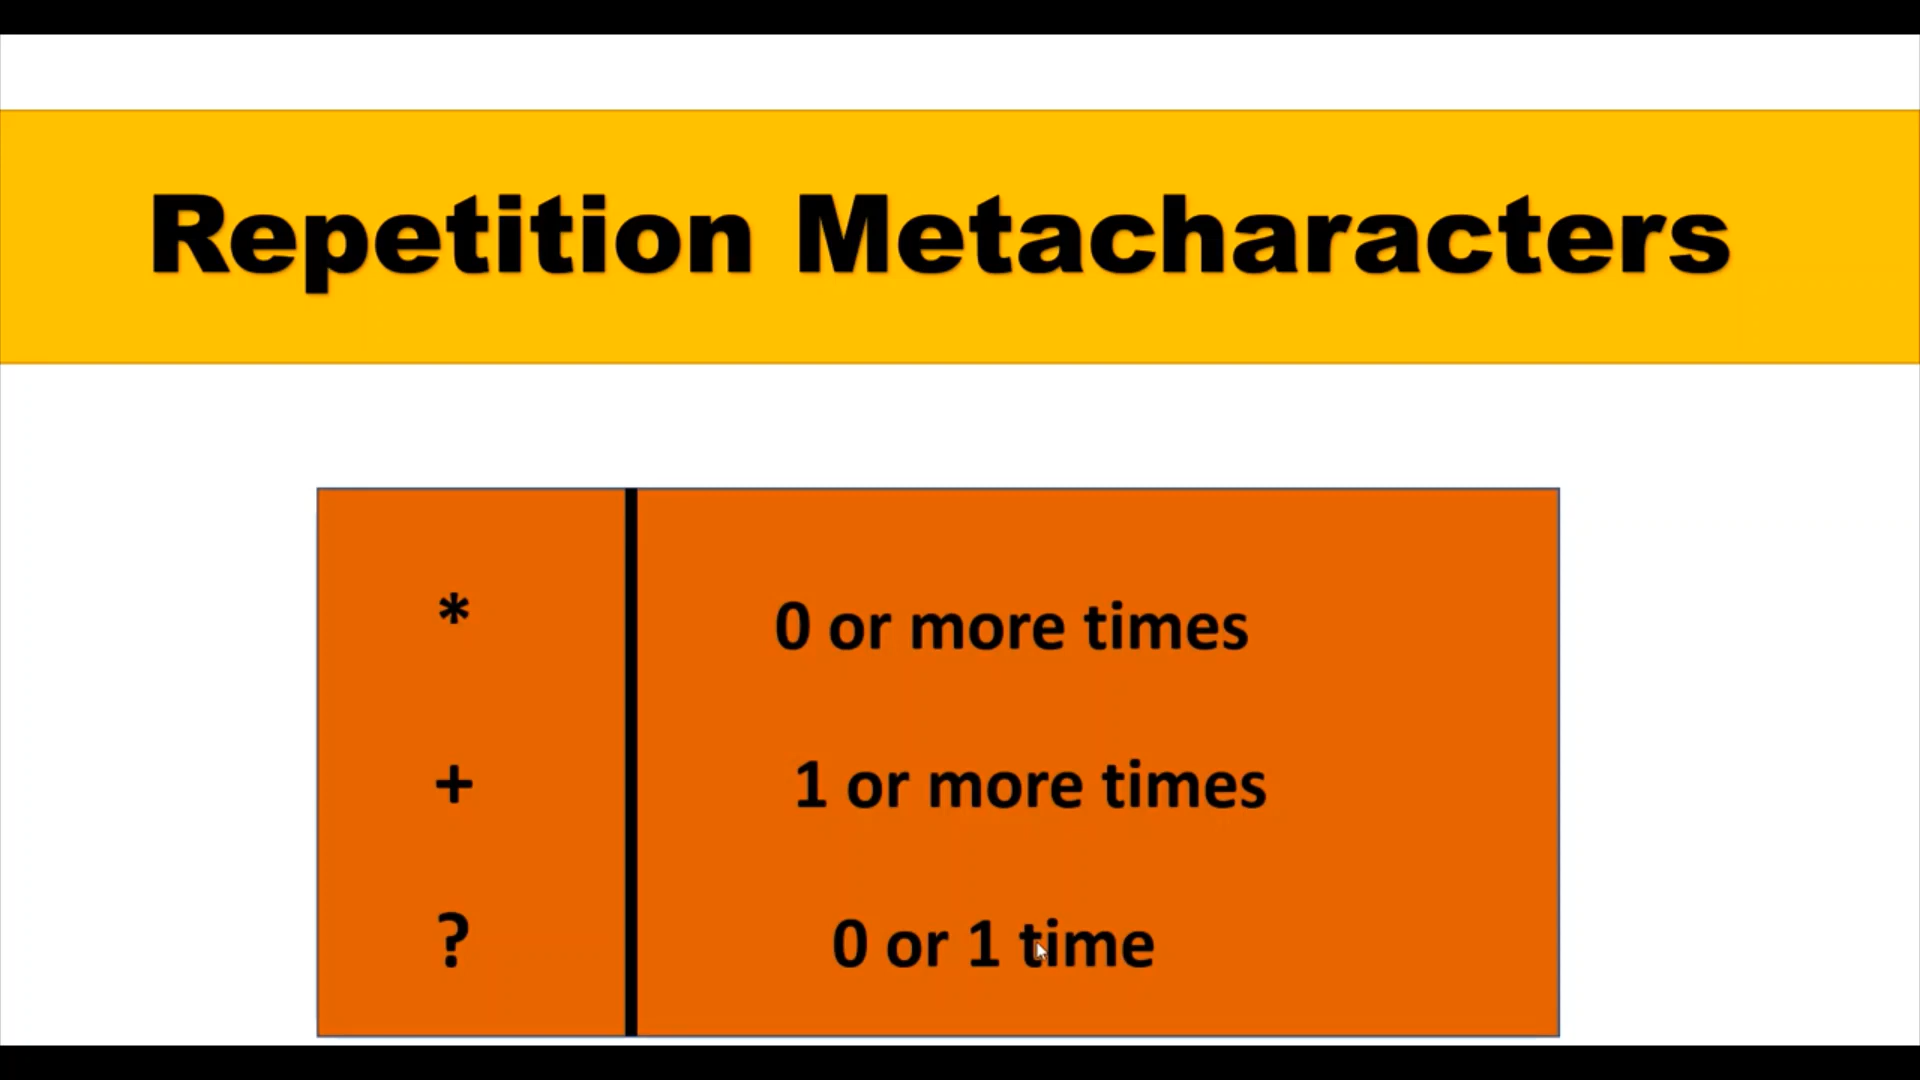 Repetition Metacharacters
* 0 or more times
+ 1 or more times
? 0 or 1 time